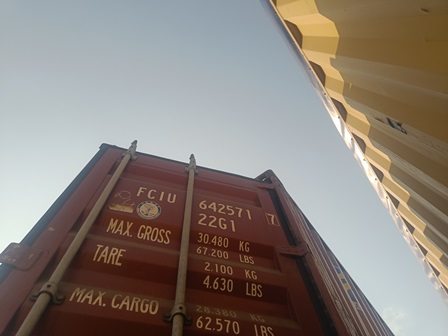 FCIU 642571 7
22G1
MAX. GROSS 30.480 KG
67.200 LBS
TARE 2.100 KG
4.630 LBS
MAX. CARGO 28.380 KG
62.570 LBS